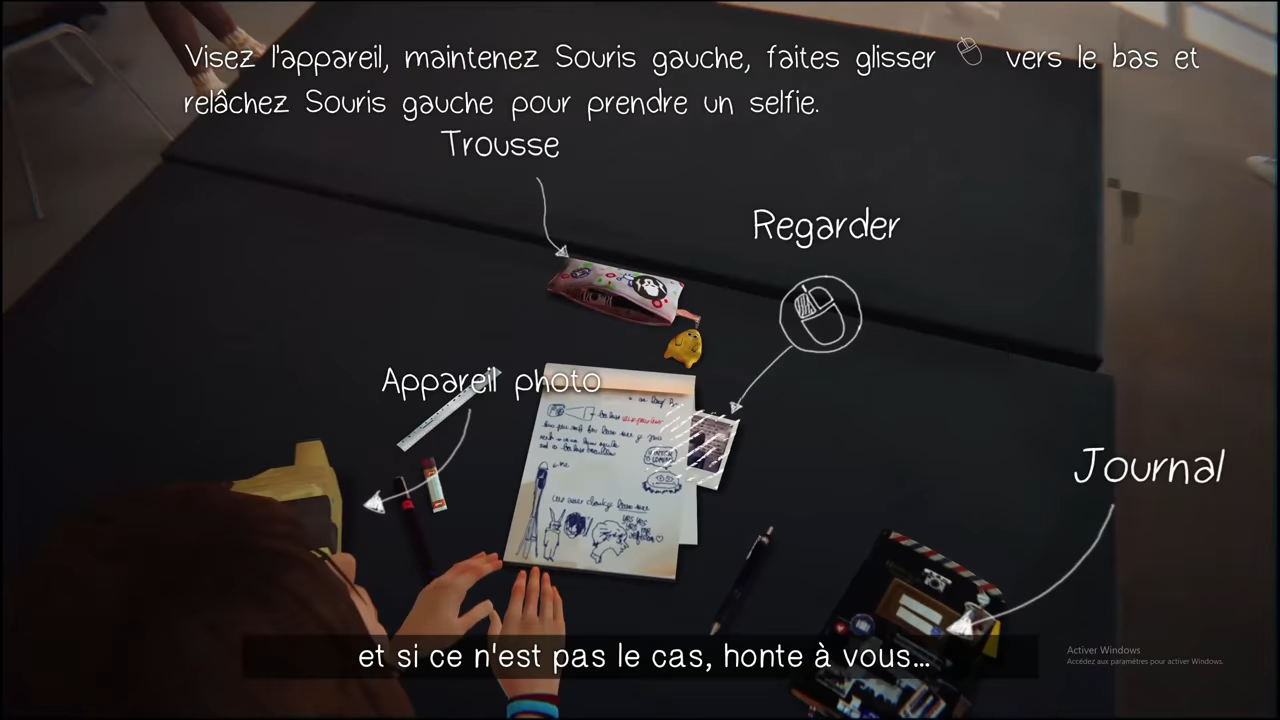 Visez l'appareil, maintenez Souris gauche, faites glisser vers le bas et
relâchez Souris gauche pour prendre un selfie.
Trousse
Regarder
Appareil photo
Journal
et si ce n'est pas le cas, honte à vous...
Activer Windows
Accédez aux paramètres pour activer Windows.